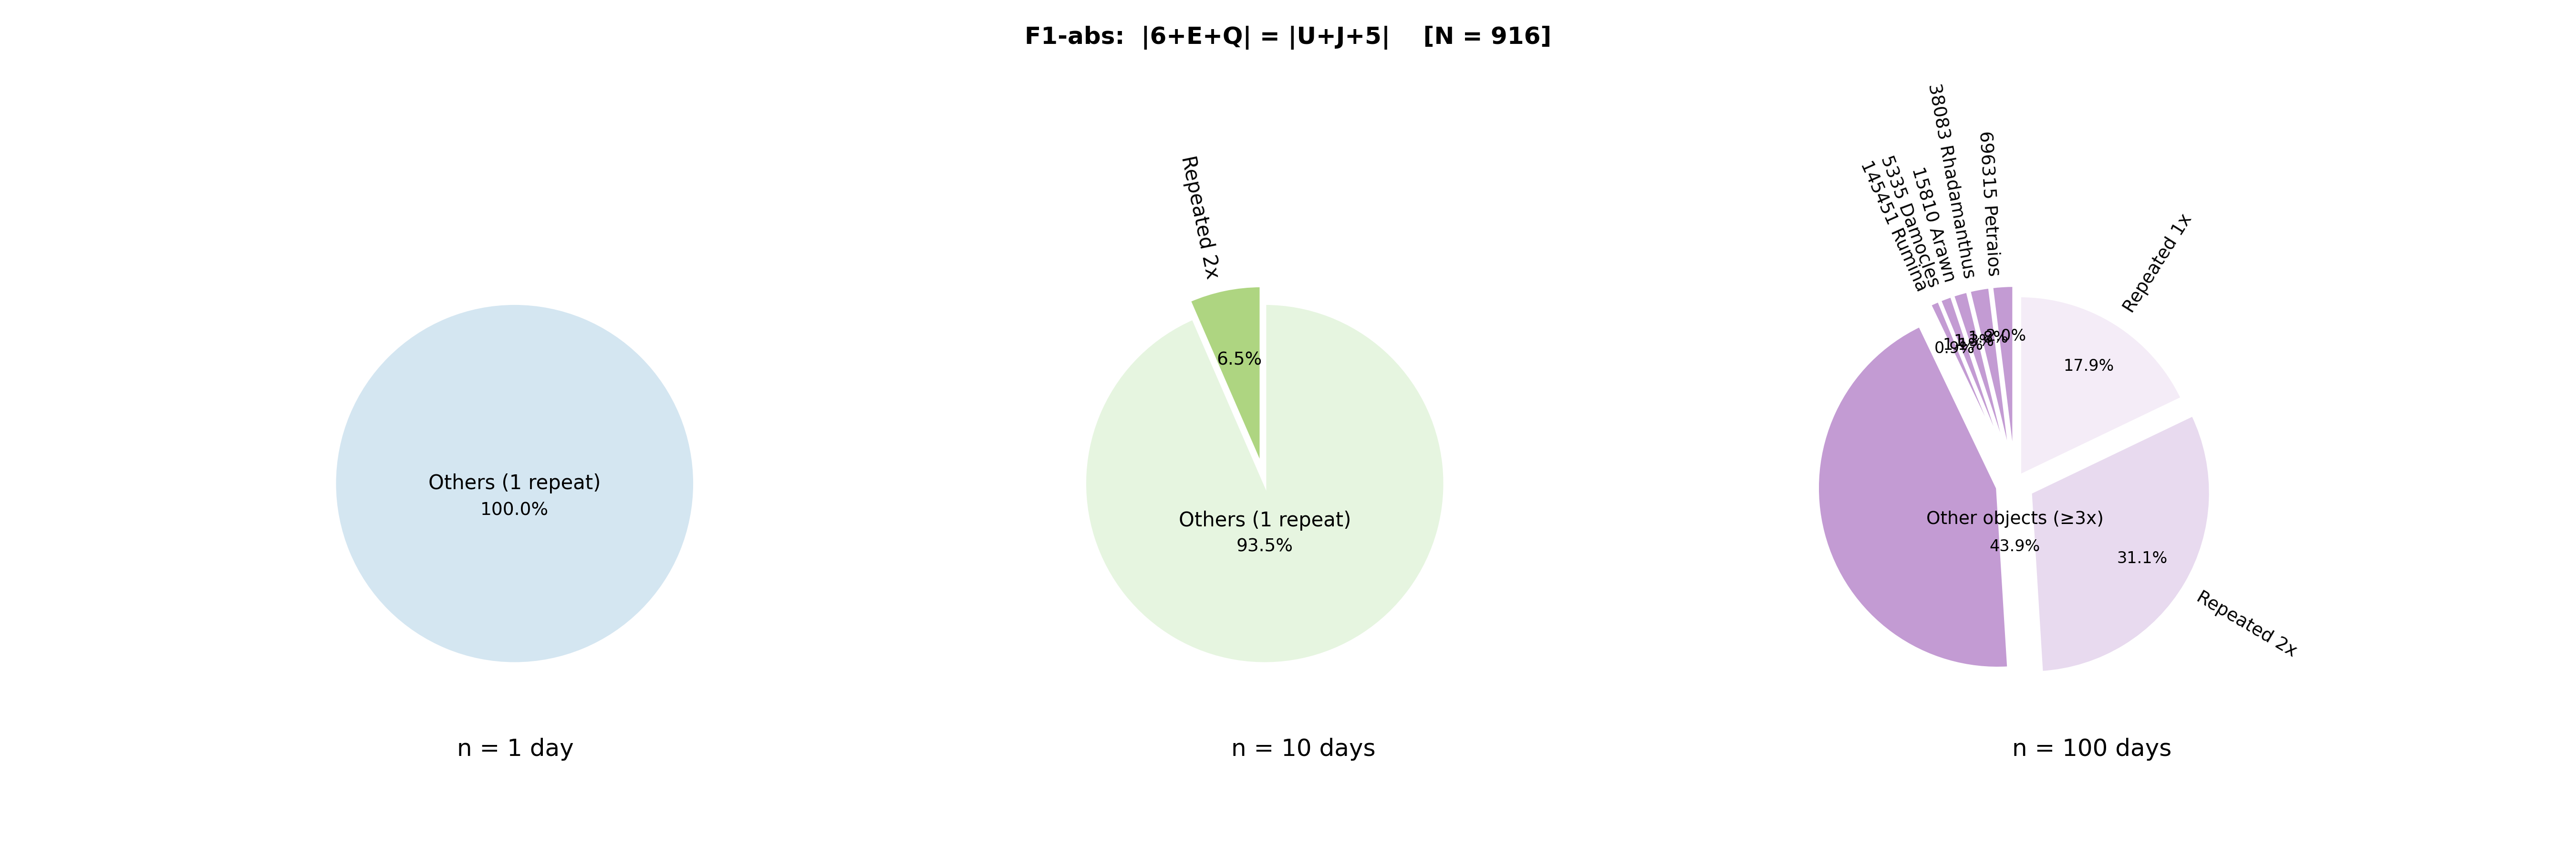 F1-abs:  |6+E+Q| = |U+J+5|    [N = 916]
Others (1 repeat)
100.0%
n = 1 day
Repeated 2x
6.5%
Others (1 repeat)
93.5%
n = 10 days
145451 Rumina
5335 Damocles
15810 Arawn
38083 Rhadamanthus
696315 Petraios
Repeated 1x
0.9%
17.9%
Other objects (≥3x)
43.9%
31.1%
Repeated 2x
n = 100 days